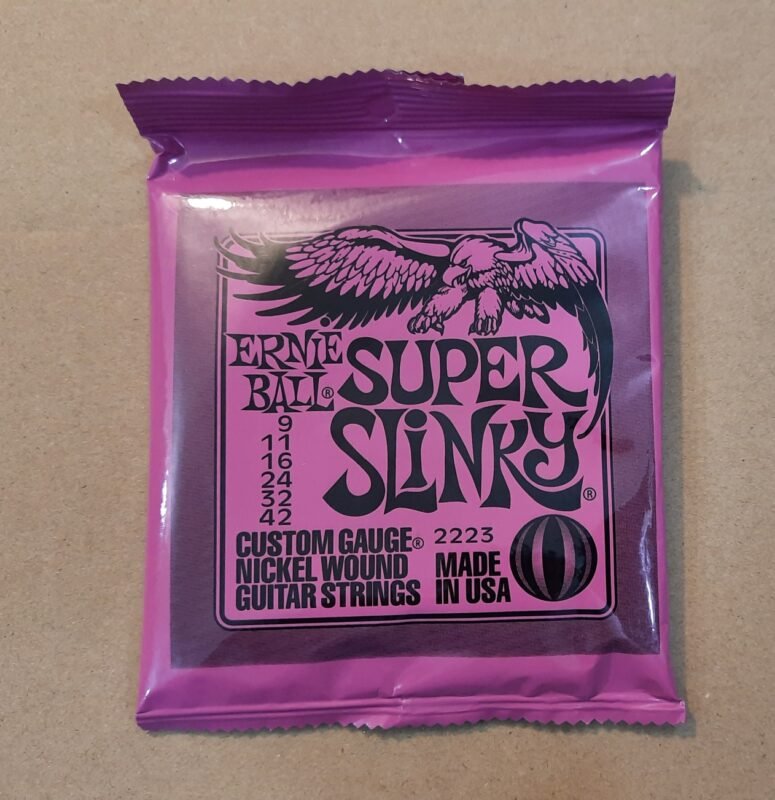 ERNIE BALL®
SUPER SLINKY®
9
11
16
24
32
42
CUSTOM GAUGE®
NICKEL WOUND
GUITAR STRINGS
2223
MADE
IN USA